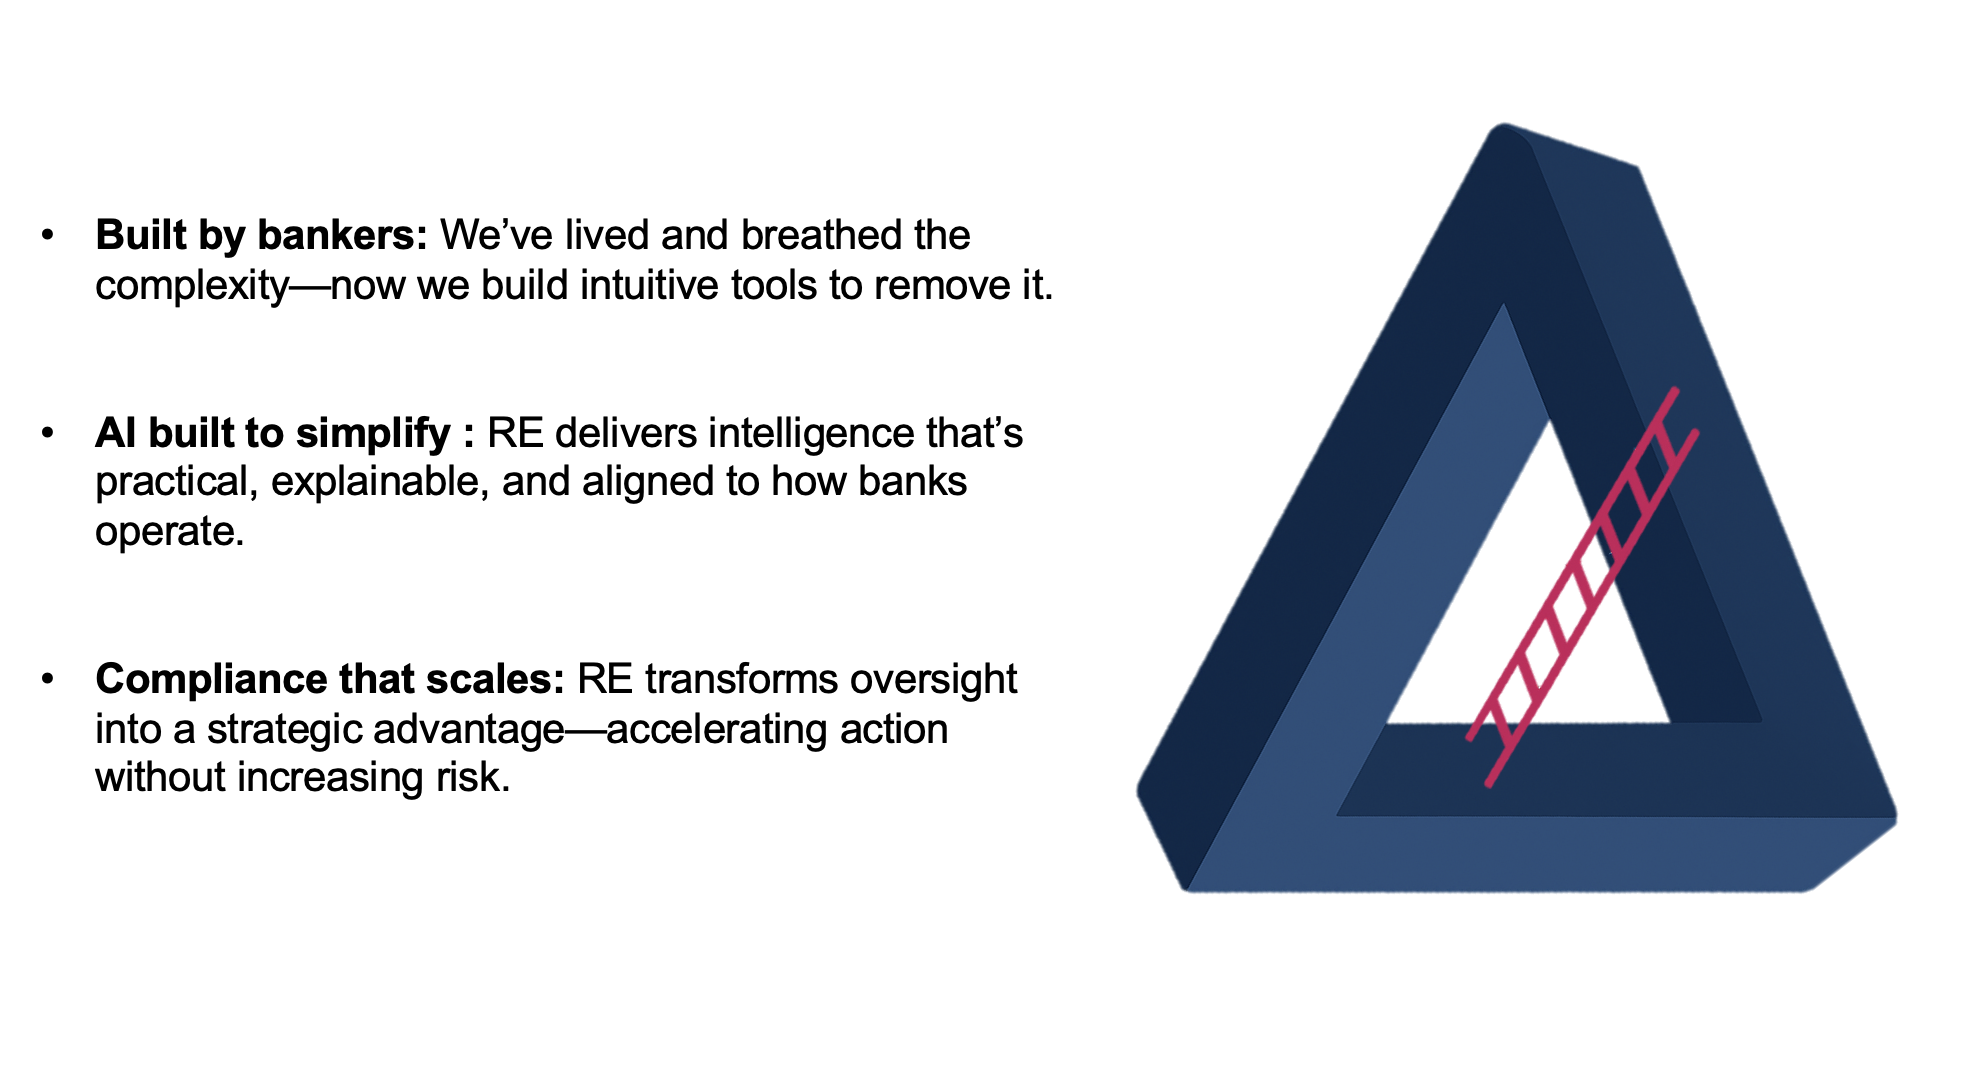 • Built by bankers: We’ve lived and breathed the
complexity—now we build intuitive tools to remove it.
• AI built to simplify : RE delivers intelligence that’s
practical, explainable, and aligned to how banks
operate.
• Compliance that scales: RE transforms oversight
into a strategic advantage—accelerating action
without increasing risk.